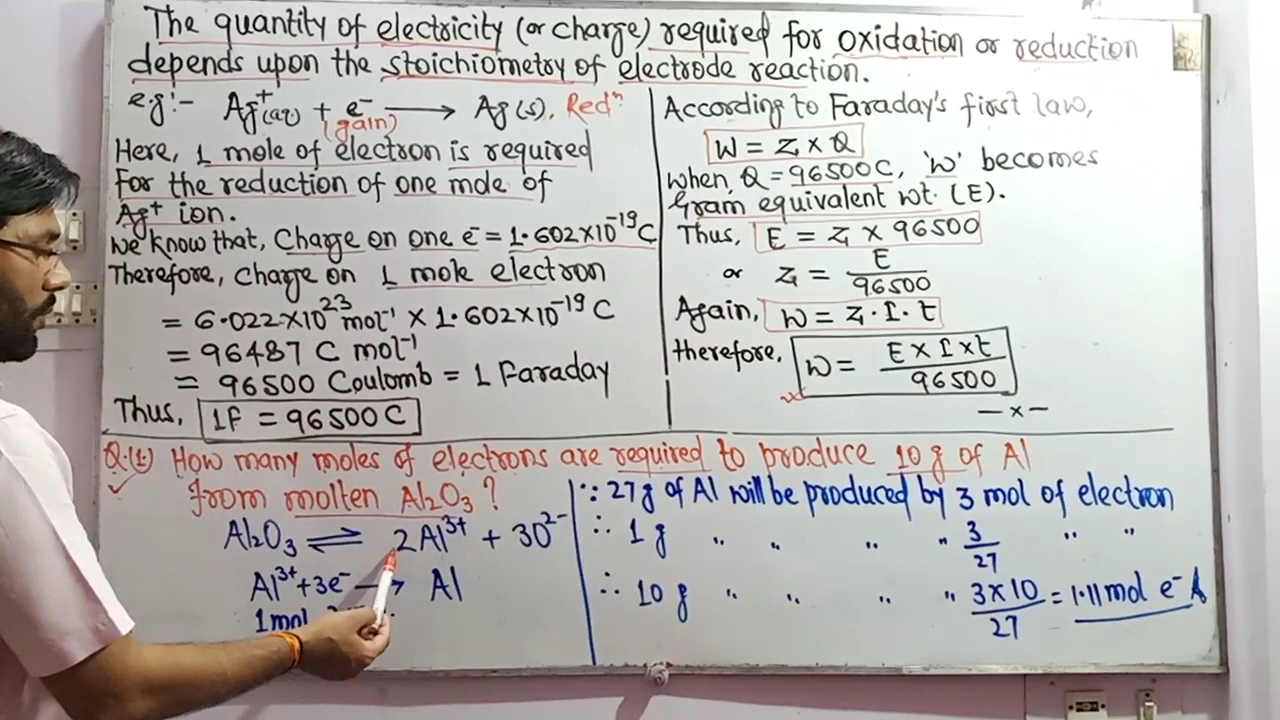 The quantity of electricity (or charge) required for oxidation or reduction
depends upon the stoichiometry of electrode reaction.
e.g:- Ag⁺(aq) + e⁻ ⟶ Ag(s), Redⁿ
(gain)
Here, 1 mole of electron is required
For the reduction of one mole of
Ag⁺ ion.
We know that, Charge on one e⁻ = 1.602×10⁻¹⁹C
Therefore, Charge on 1 mole electron
= 6.022×10²³ mol⁻¹ × 1.602×10⁻¹⁹ C
= 96487 C mol⁻¹
= 96500 Coulomb = 1 Faraday
Thus, 1F = 96500 C
According to Faraday's first law,
W = Z × Q
When, Q = 96500 C, 'W' becomes
Gram equivalent wt. (E).
Thus, E = Z × 96500
or Z = E/96500
Again, W = Z·I·t
therefore, W = E×I×t/96500
—x—
Q.(1) How many moles of electrons are required to produce 10 g of Al
from molten Al₂O₃?
Al₂O₃ ⇌ 2Al³⁺ + 3O²⁻
Al³⁺+3e⁻ ⟶ Al
1mol
∵ 27g of Al will be produced by 3 mol of electron
∴ 1 g " " " " 3/27 " "
∴ 10 g " " " " 3×10/27 = 1.11 mol e⁻